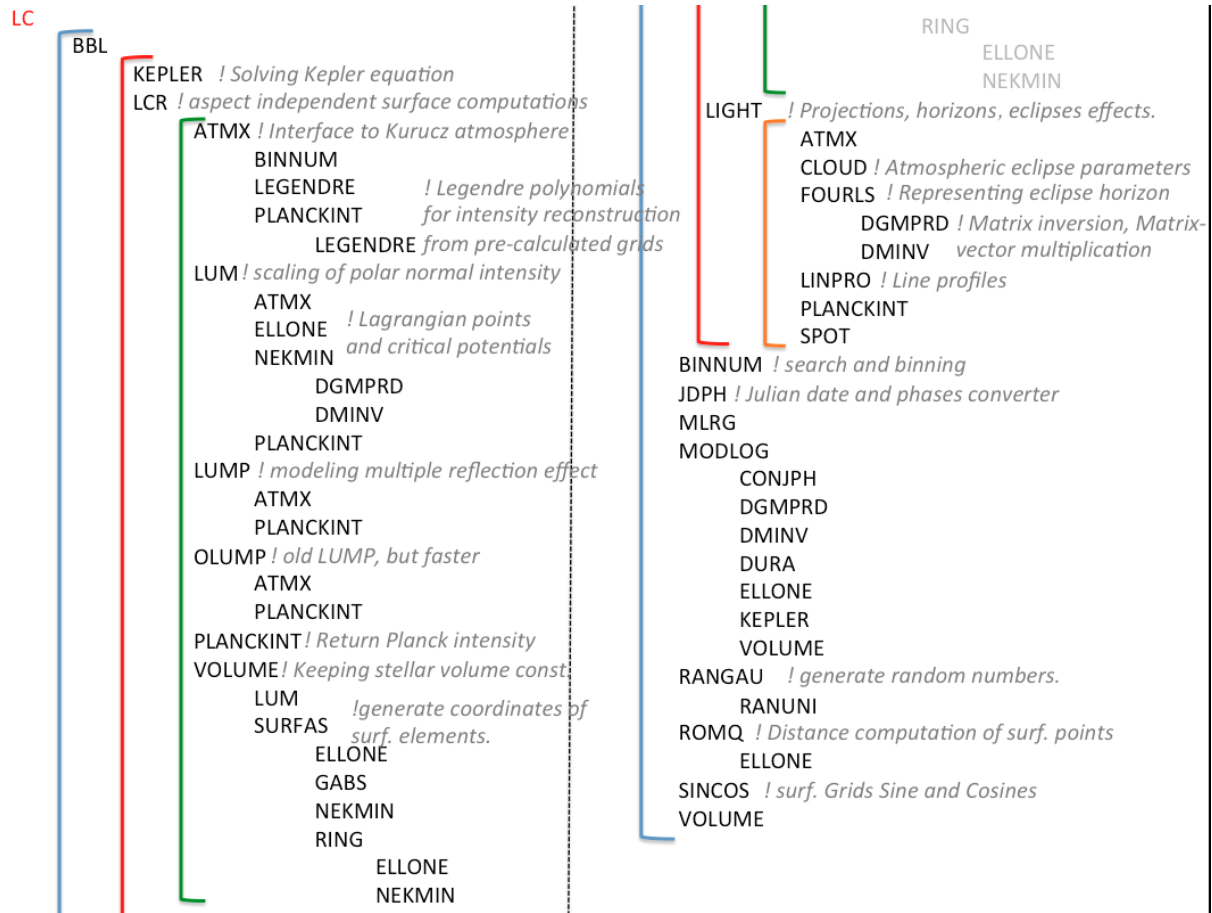 LC
BBL
KEPLER ! Solving Kepler equation
LCR ! aspect independent surface computations
ATMX ! Interface to Kurucz atmosphere
BINNUM
LEGENDRE ! Legendre polynomials
PLANCKINT for intensity reconstruction
LEGENDRE from pre-calculated grids
LUM ! scaling of polar normal intensity
ATMX
ELLONE ! Lagrangian points
NEKMIN and critical potentials
DGMPRD
DMINV
PLANCKINT
LUMP ! modeling multiple reflection effect
ATMX
PLANCKINT
OLUMP ! old LUMP, but faster
ATMX
PLANCKINT
PLANCKINT ! Return Planck intensity
VOLUME ! Keeping stellar volume const.
LUM
SURFAS !generate coordinates of
surf. elements.
ELLONE
GABS
NEKMIN
RING
ELLONE
NEKMIN
RING
ELLONE
NEKMIN
LIGHT ! Projections, horizons, eclipses effects.
ATMX
CLOUD ! Atmospheric eclipse parameters
FOURLS ! Representing eclipse horizon
DGMPRD ! Matrix inversion, Matrix-
DMINV vector multiplication
LINPRO ! Line profiles
PLANCKINT
SPOT
BINNUM ! search and binning
JDPH ! Julian date and phases converter
MLRG
MODLOG
CONJPH
DGMPRD
DMINV
DURA
ELLONE
KEPLER
VOLUME
RANGAU ! generate random numbers.
RANUNI
ROMQ ! Distance computation of surf. points
ELLONE
SINCOS ! surf. Grids Sine and Cosines
VOLUME